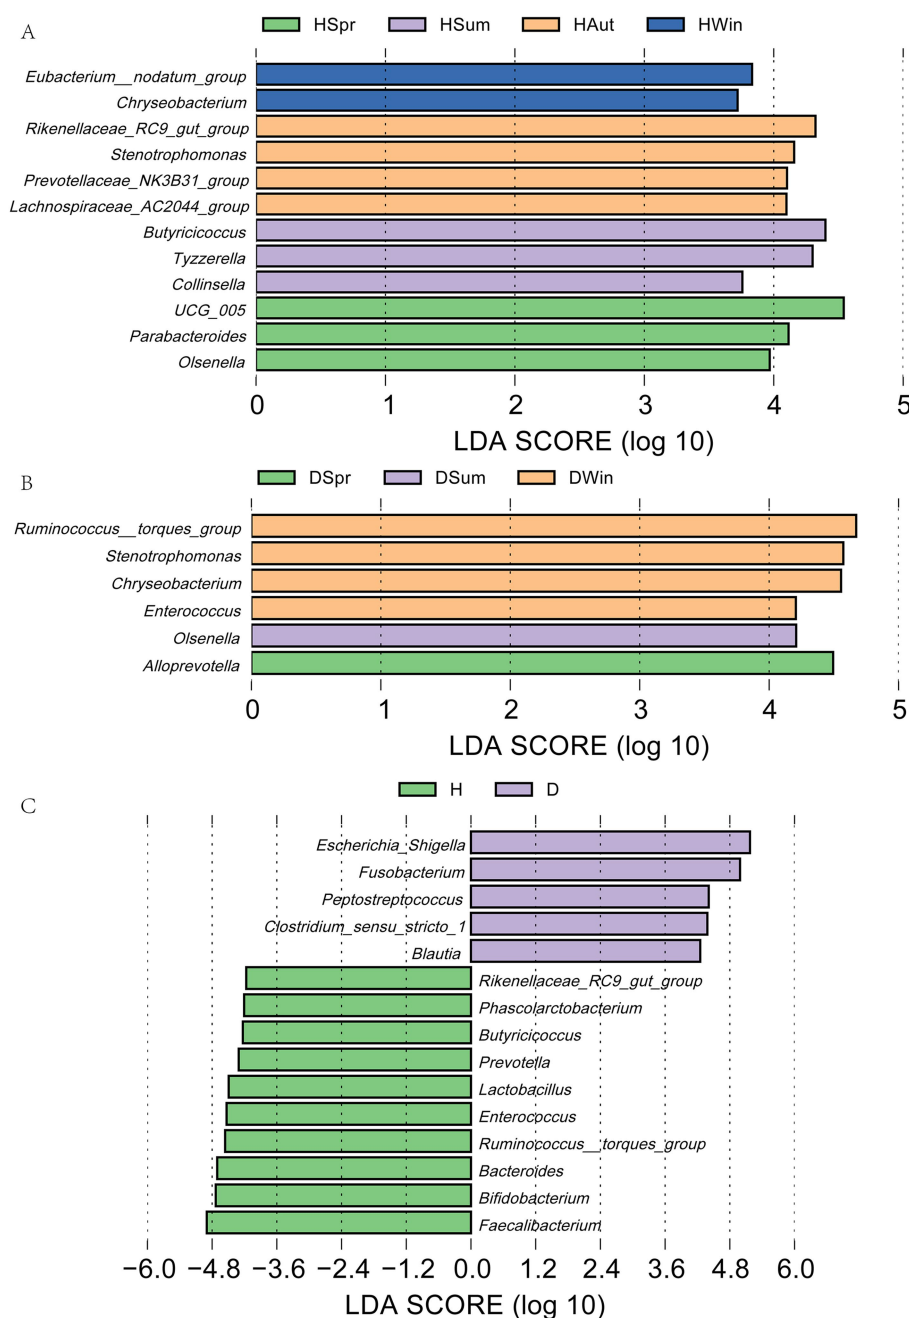 A
HSpr HSum HAut HWin
Eubacterium__nodatum_group
Chryseobacterium
Rikenellaceae_RC9_gut_group
Stenotrophomonas
Prevotellaceae_NK3B31_group
Lachnospiraceae_AC2044_group
Butyricicoccus
Tyzzerella
Collinsella
UCG_005
Parabacteroides
Olsenella
0 1 2 3 4 5
LDA SCORE (log 10)
B
DSpr DSum DWin
Ruminococcus__torques_group
Stenotrophomonas
Chryseobacterium
Enterococcus
Olsenella
Alloprevotella
0 1 2 3 4 5
LDA SCORE (log 10)
C
H D
Escherichia_Shigella
Fusobacterium
Peptostreptococcus
Clostridium_sensu_stricto_1
Blautia
Rikenellaceae_RC9_gut_group
Phascolarctobacterium
Butyricicoccus
Prevotella
Lactobacillus
Enterococcus
Ruminococcus__torques_group
Bacteroides
Bifidobacterium
Faecalibacterium
−6.0 −4.8 −3.6 −2.4 −1.2 0.0 1.2 2.4 3.6 4.8 6.0
LDA SCORE (log 10)